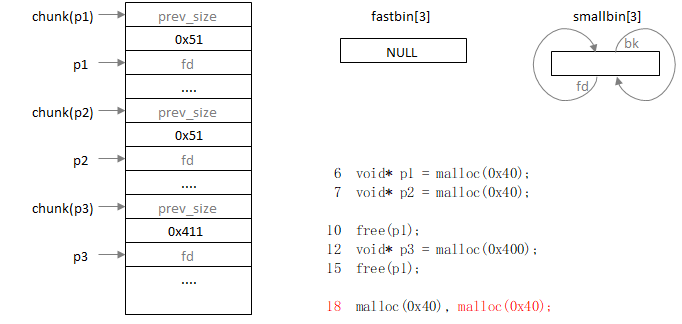 chunk(p1)
prev_size
0x51
p1
fd
....
chunk(p2)
prev_size
0x51
p2
fd
....
chunk(p3)
prev_size
0x411
p3
fd
....
fastbin[3]
NULL
smallbin[3]
bk
fd
6 void* p1 = malloc(0x40);
7 void* p2 = malloc(0x40);
10 free(p1);
12 void* p3 = malloc(0x400);
15 free(p1);
18 malloc(0x40), malloc(0x40);